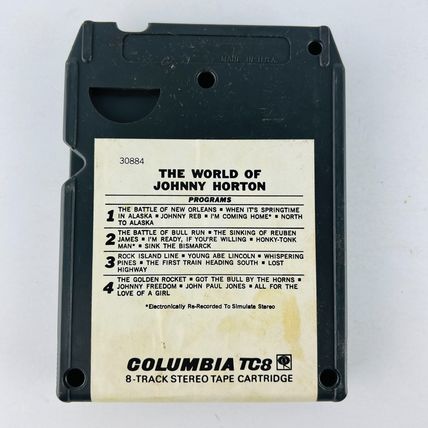 MADE IN U.S.A.
30884
THE WORLD OF
JOHNNY HORTON
PROGRAMS
1 THE BATTLE OF NEW ORLEANS ■ WHEN IT'S SPRINGTIME
IN ALASKA ■ JOHNNY REB ■ I'M COMING HOME* ■ NORTH
TO ALASKA
2 THE BATTLE OF BULL RUN ■ THE SINKING OF REUBEN
JAMES ■ I'M READY, IF YOU'RE WILLING ■ HONKY-TONK
MAN* ■ SINK THE BISMARCK
3 ROCK ISLAND LINE ■ YOUNG ABE LINCOLN ■ WHISPERING
PINES ■ THE FIRST TRAIN HEADING SOUTH ■ LOST
HIGHWAY
4 THE GOLDEN ROCKET ■ GOT THE BULL BY THE HORNS ■
JOHNNY FREEDOM ■ JOHN PAUL JONES ■ ALL FOR THE
LOVE OF A GIRL
*Electronically Re-Recorded To Simulate Stereo
COLUMBIA TC8
8-TRACK STEREO TAPE CARTRIDGE